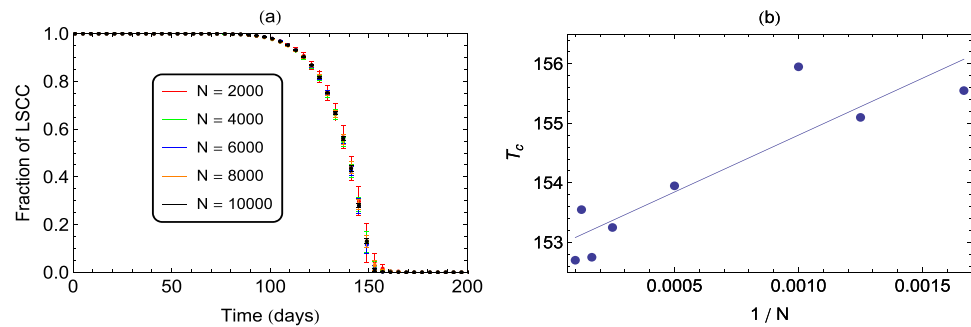 (a)
1.0
0.8
0.6
0.4
0.2
0.0
Fraction of LSCC
N = 2000
N = 4000
N = 6000
N = 8000
N = 10000
0
50
100
150
200
Time (days)
(b)
156
155
154
153
T_c
0.0005
0.0010
0.0015
1 / N